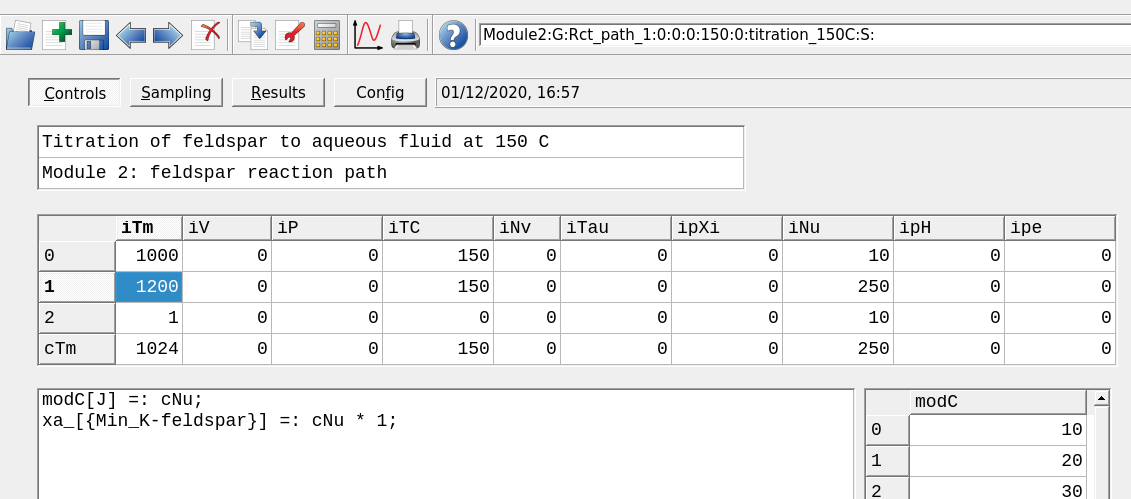 Module2:G:Rct_path_1:0:0:0:150:0:titration_150C:S:
Controls Sampling Results Config 01/12/2020, 16:57
Titration of feldspar to aqueous fluid at 150 C
Module 2: feldspar reaction path
iTm iV iP iTC iNv iTau ipXi iNu ipH ipe
0 1000 0 0 150 0 0 0 10 0 0
1 1200 0 0 150 0 0 0 250 0 0
2 1 0 0 0 0 0 0 10 0 0
cTm 1024 0 0 150 0 0 0 250 0 0
modC[J] =: cNu;
xa_[{Min_K-feldspar}] =: cNu * 1;
modC
0 10
1 20
2 30